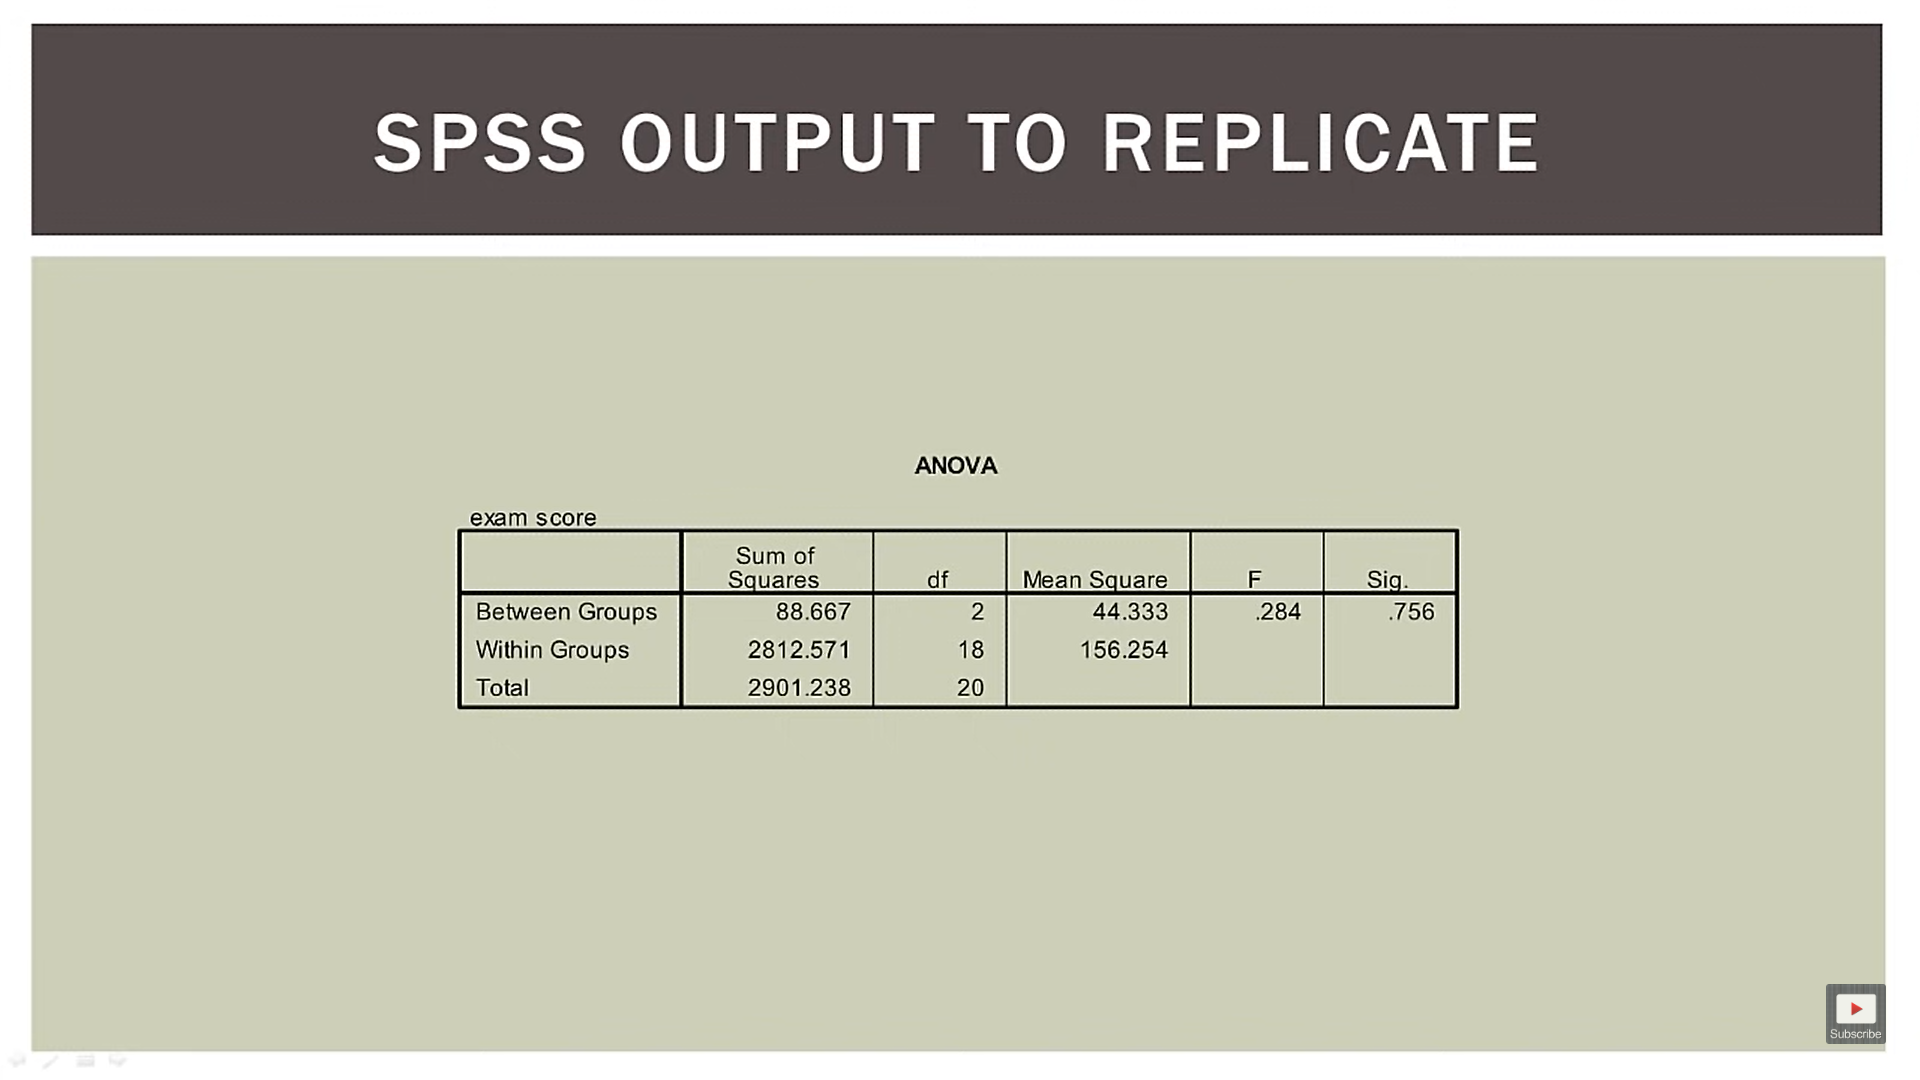 SPSS OUTPUT TO REPLICATE
ANOVA
exam score
Sum of
Squares df Mean Square F Sig.
Between Groups 88.667 2 44.333 .284 .756
Within Groups 2812.571 18 156.254
Total 2901.238 20
Subscribe